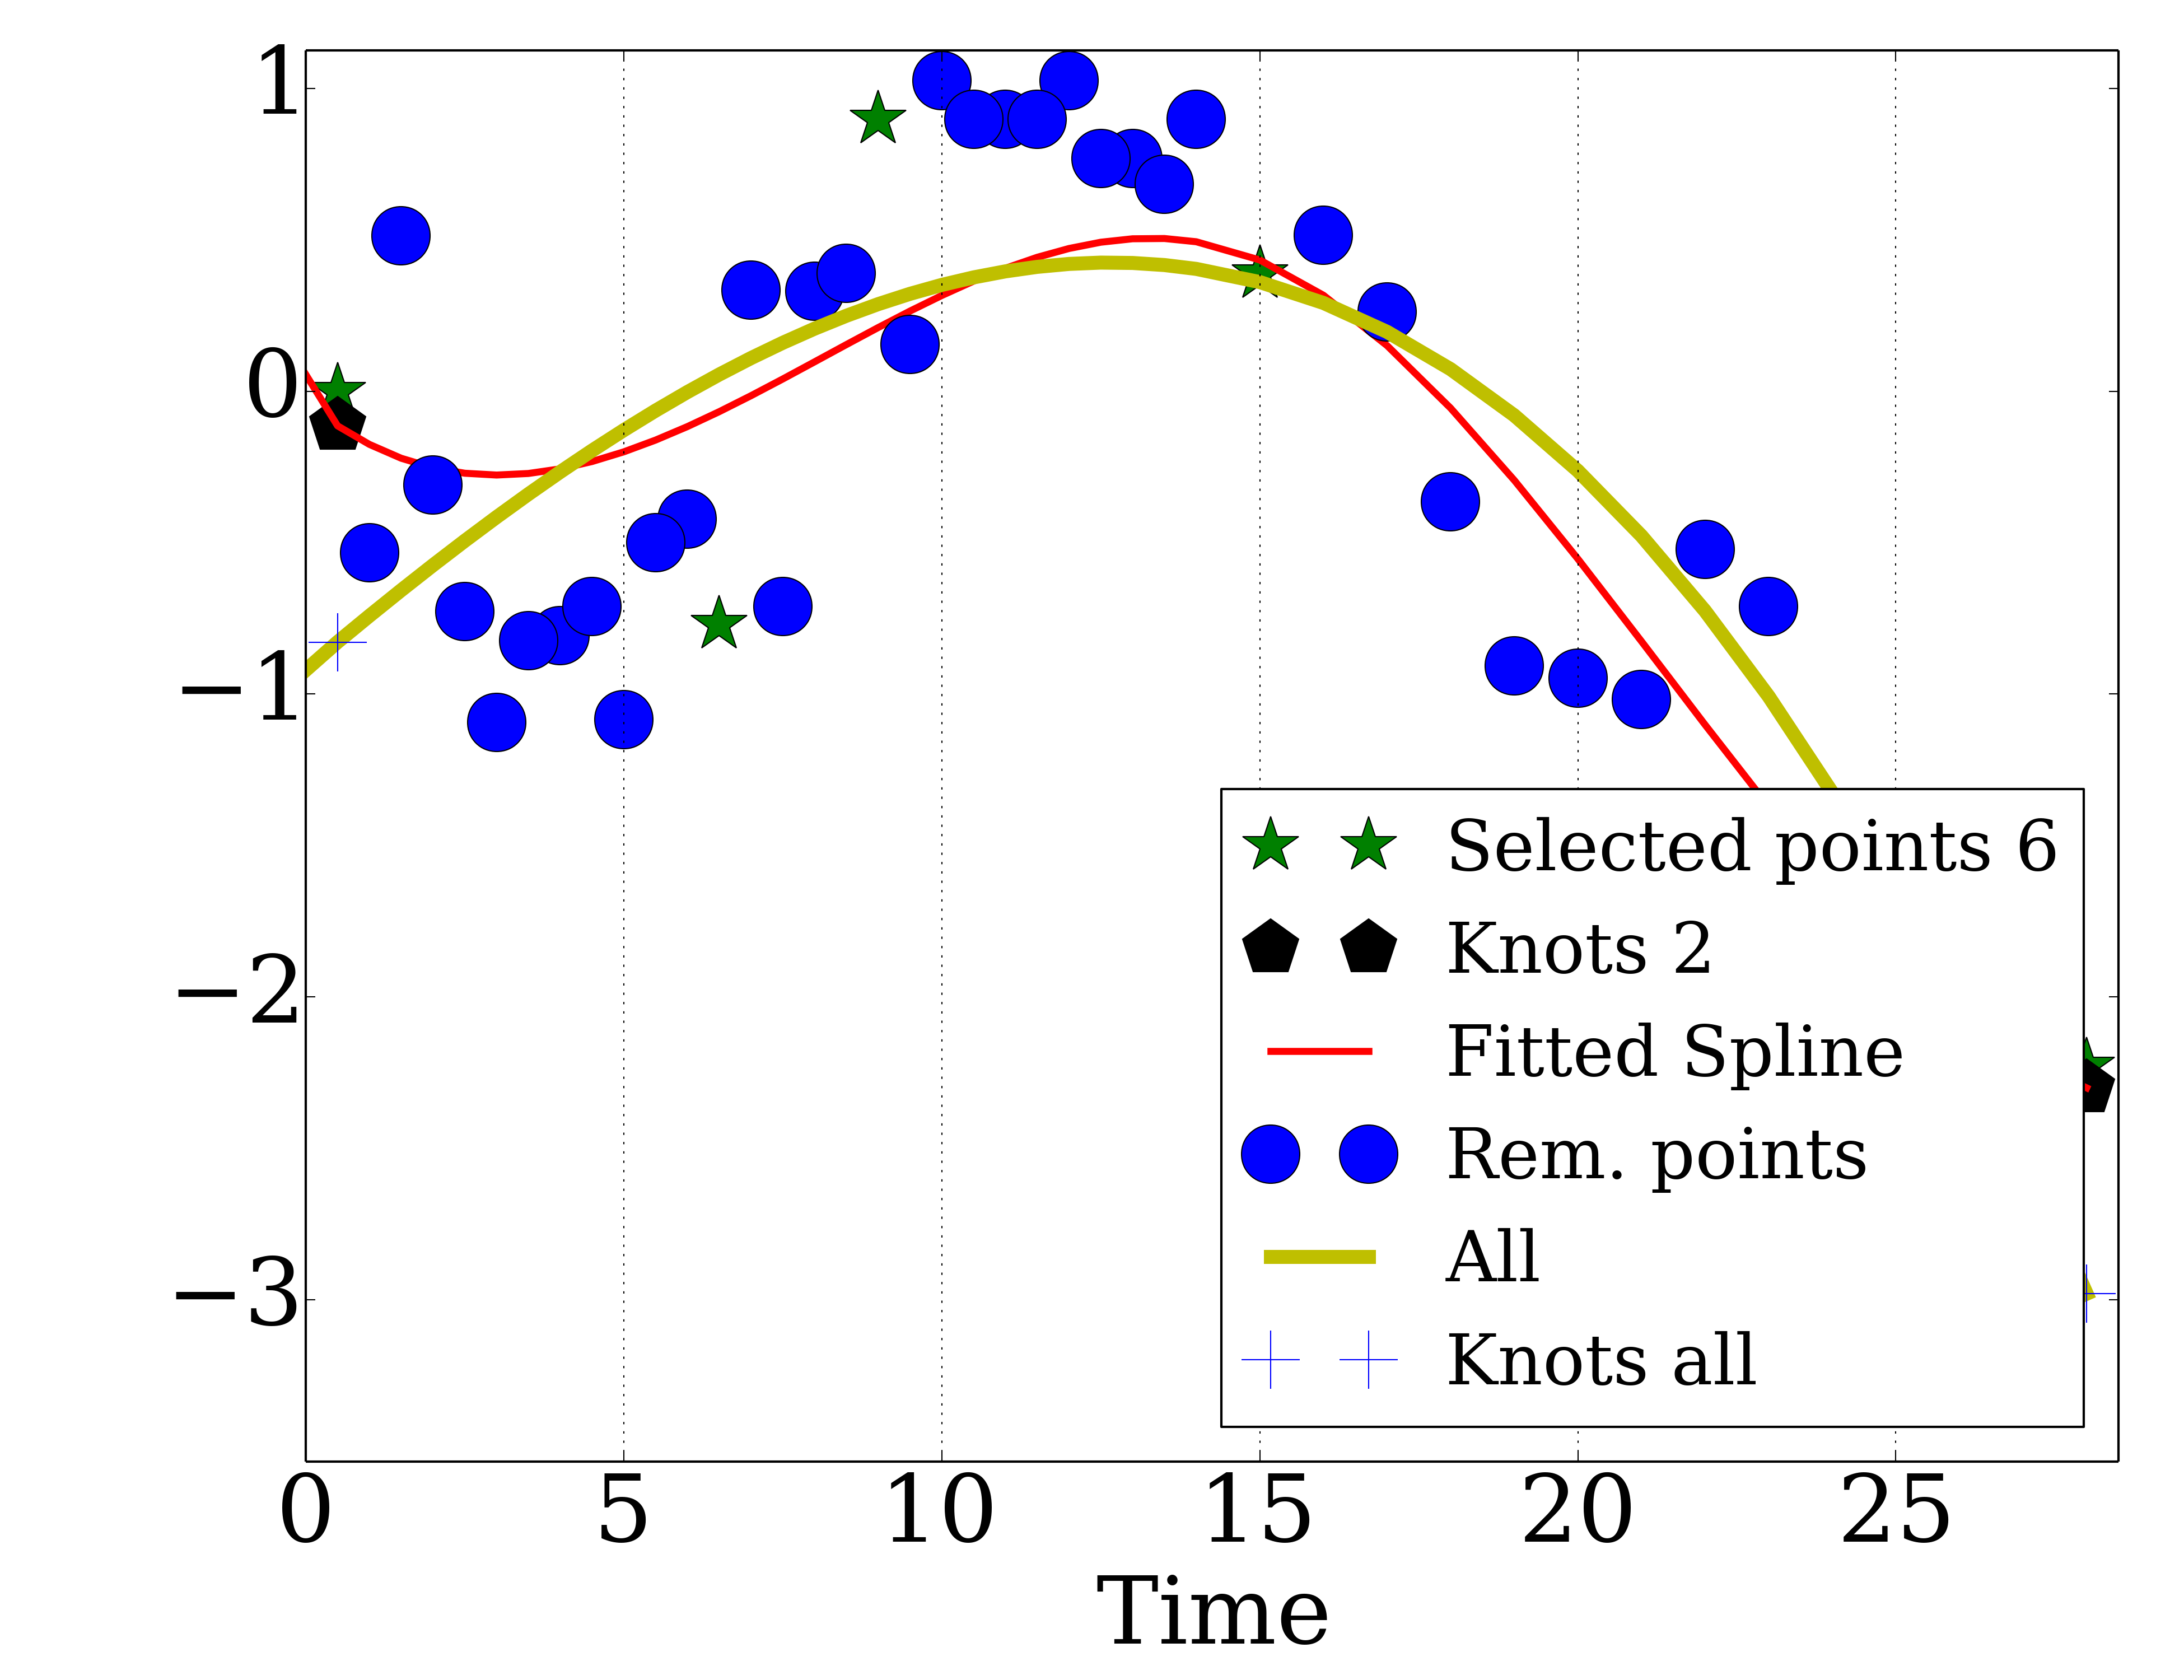 1
0
−1
−2
−3
Selected points 6
Knots 2
Fitted Spline
Rem. points
All
Knots all
0 5 10 15 20 25
Time